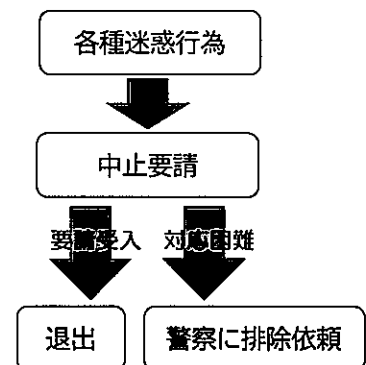 各種迷惑行為
中止要請
要請受入 対応困難
退出 警察に排除依頼